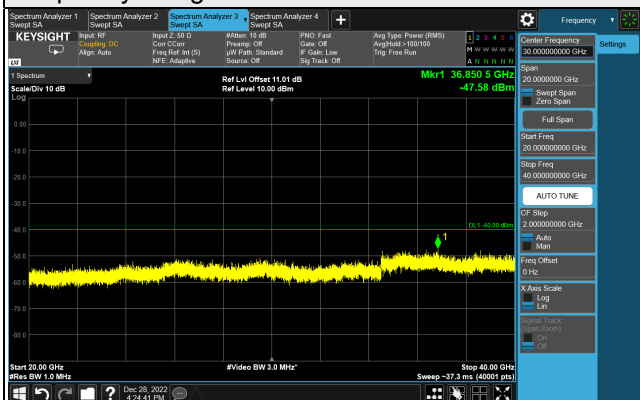 Spectrum Analyzer 1
Swept SA
Spectrum Analyzer 2
Swept SA
Spectrum Analyzer 3
Swept SA
Spectrum Analyzer 4
Swept SA
+
Frequency
KEYSIGHT
Input: RF
Coupling: DC
Align: Auto
Input Z: 50 Ω
Corr CCorr
Freq Ref: Int (S)
NFE: Adaptive
#Atten: 10 dB
Preamp: Off
µW Path: Standard
Source: Off
PNO: Fast
Gate: Off
IF Gain: Low
Sig Track: Off
Avg Type: Power (RMS)
Avg|Hold:>100/100
Trig: Free Run
1 2 3 4 5 6
M W W W W W
A N N N N N
LXI
1 Spectrum
Scale/Div 10 dB
Log
Ref Lvl Offset 11.01 dB
Ref Level 10.00 dBm
Mkr1 36.850 5 GHz
-47.58 dBm
0.00
-10.0
-20.0
-30.0
-40.0
-50.0
-60.0
-70.0
-80.0
DL1 -40.00 dBm
1
Start 20.00 GHz
#Res BW 1.0 MHz
#Video BW 3.0 MHz*
Stop 40.00 GHz
Sweep ~37.3 ms (40001 pts)
Center Frequency
30.000000000 GHz
Settings
Span
20.0000000 GHz
Swept Span
Zero Span
Full Span
Start Freq
20.000000000 GHz
Stop Freq
40.000000000 GHz
AUTO TUNE
CF Step
2.000000000 GHz
Auto
Man
Freq Offset
0 Hz
X Axis Scale
Log
Lin
Signal Track
(Span Zoom)
On
Off
?
Dec 28, 2022
4:24:41 PM